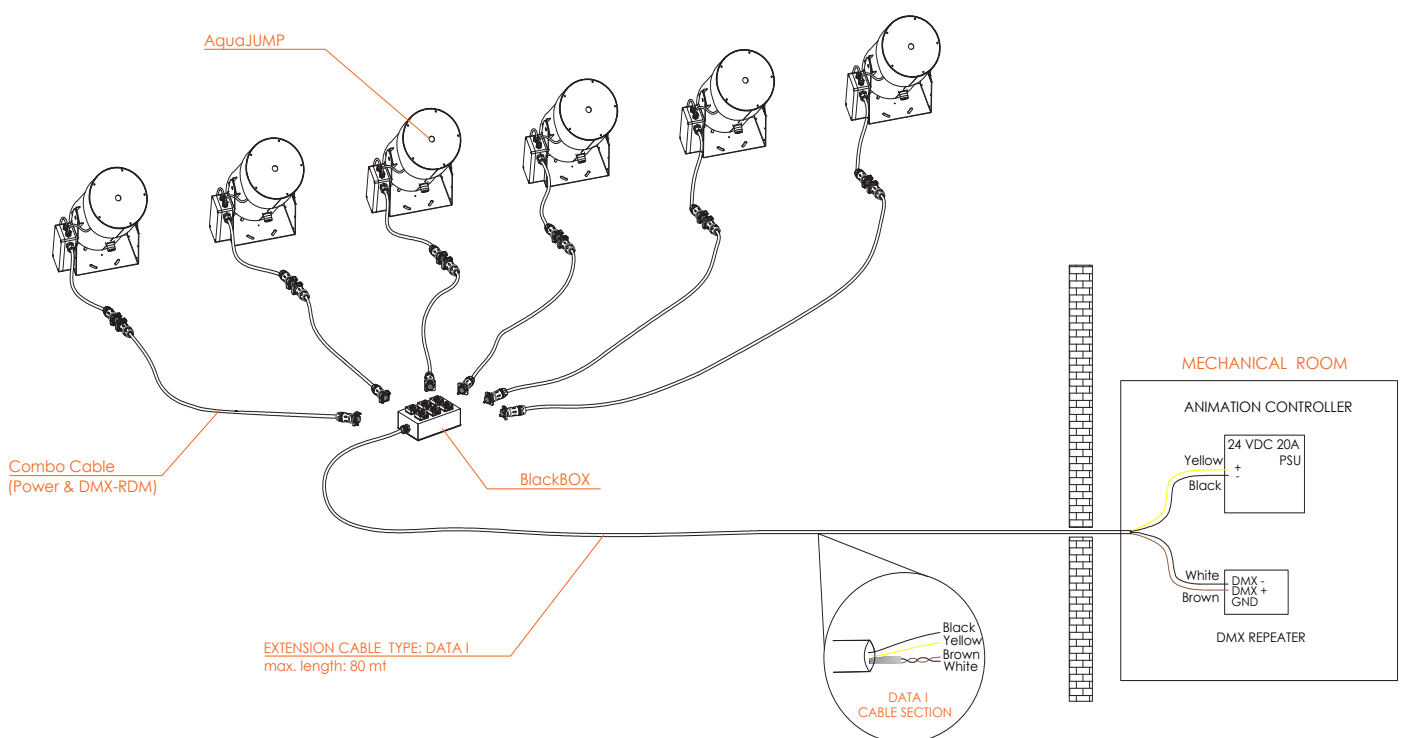 AquaJUMP
MECHANICAL ROOM
ANIMATION CONTROLLER
24 VDC 20A
PSU
Yellow
+
Black
-
Combo Cable
(Power & DMX-RDM)
BlackBOX
White
DMX -
Brown
DMX +
GND
DMX REPEATER
EXTENSION CABLE TYPE: DATA I
max. length: 80 mt
Black
Yellow
Brown
White
DATA I
CABLE SECTION